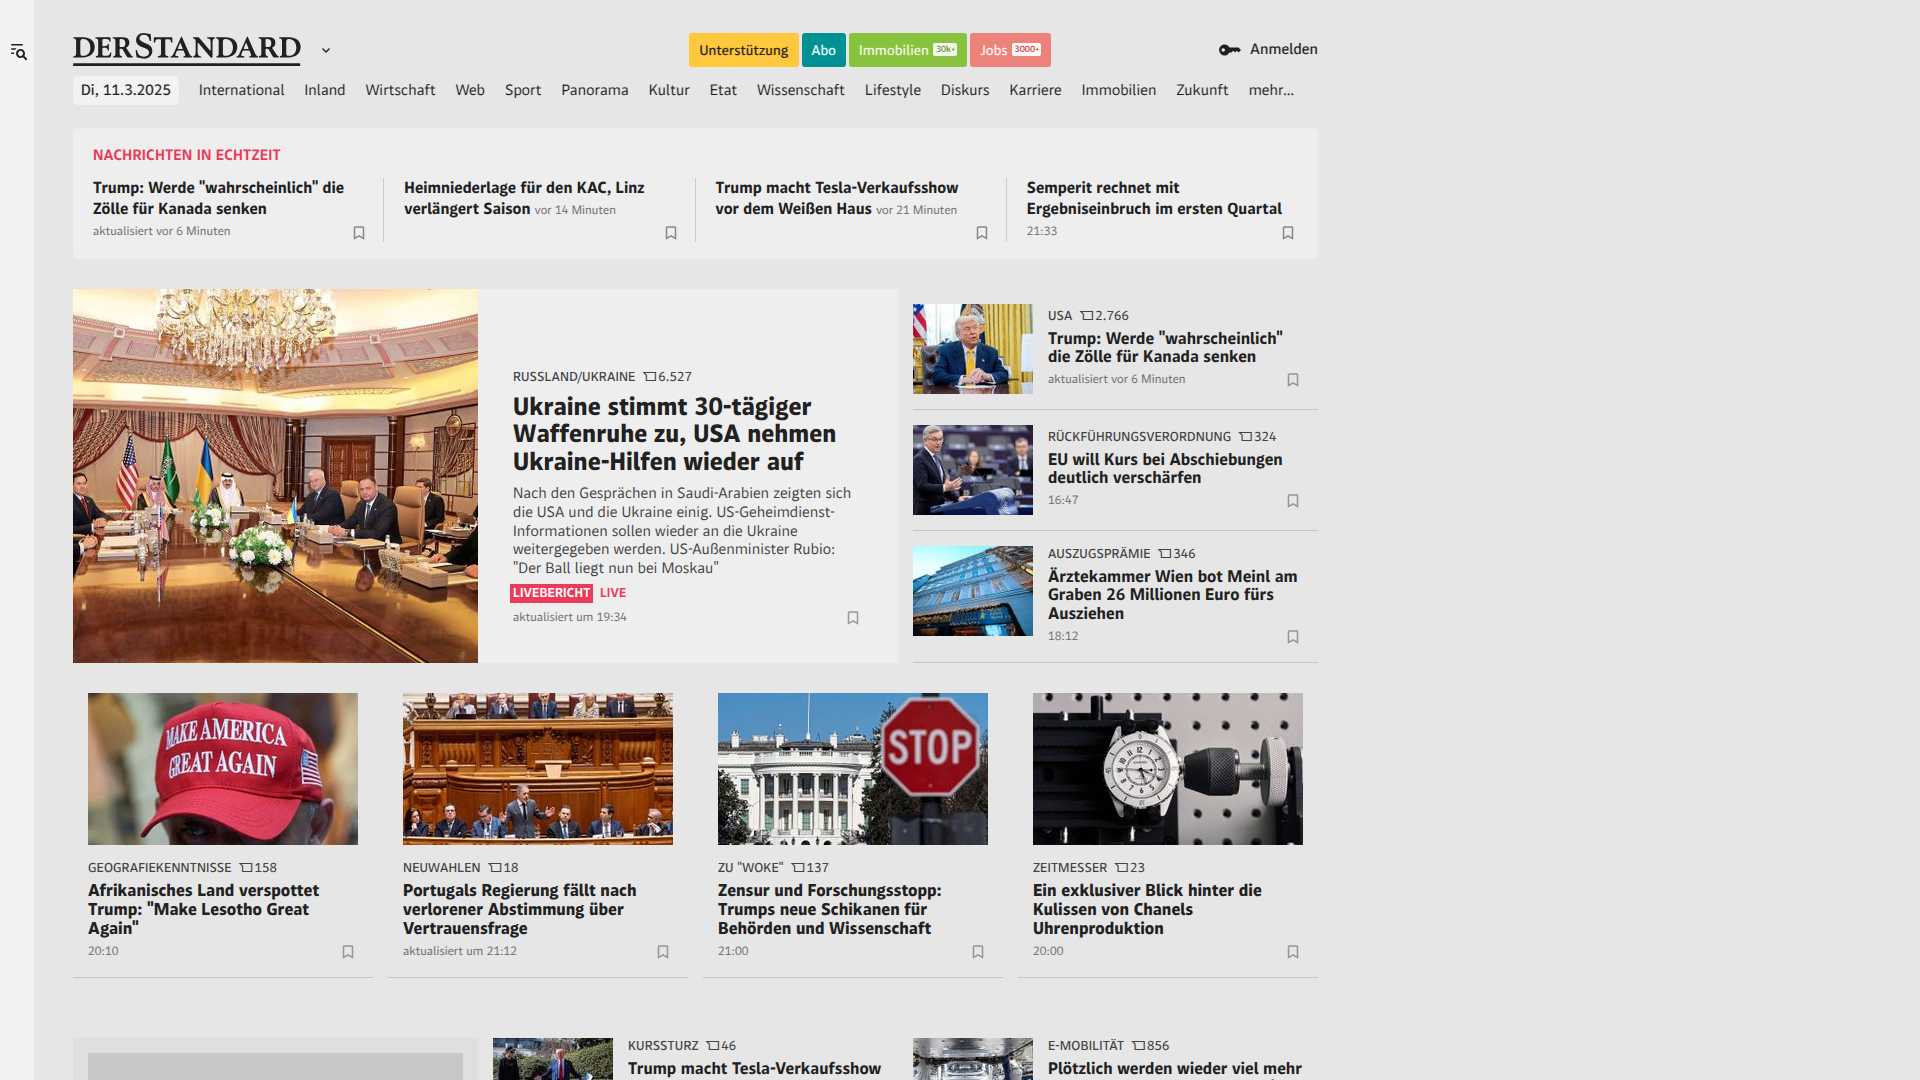 DERSTANDARD
Unterstützung
Abo
Immobilien 30k+
Jobs 3000+
Anmelden
Di, 11.3.2025
International
Inland
Wirtschaft
Web
Sport
Panorama
Kultur
Etat
Wissenschaft
Lifestyle
Diskurs
Karriere
Immobilien
Zukunft
mehr...
NACHRICHTEN IN ECHTZEIT
Trump: Werde "wahrscheinlich" die
Zölle für Kanada senken
aktualisiert vor 6 Minuten
Heimniederlage für den KAC, Linz
verlängert Saison vor 14 Minuten
Trump macht Tesla-Verkaufsshow
vor dem Weißen Haus vor 21 Minuten
Semperit rechnet mit
Ergebniseinbruch im ersten Quartal
21:33
RUSSLAND/UKRAINE 6.527
Ukraine stimmt 30-tägiger
Waffenruhe zu, USA nehmen
Ukraine-Hilfen wieder auf
Nach den Gesprächen in Saudi-Arabien zeigten sich
die USA und die Ukraine einig. US-Geheimdienst-
Informationen sollen wieder an die Ukraine
weitergegeben werden. US-Außenminister Rubio:
"Der Ball liegt nun bei Moskau"
LIVEBERICHT LIVE
aktualisiert um 19:34
USA 2.766
Trump: Werde "wahrscheinlich"
die Zölle für Kanada senken
aktualisiert vor 6 Minuten
RÜCKFÜHRUNGSVERORDNUNG 324
EU will Kurs bei Abschiebungen
deutlich verschärfen
16:47
AUSZUGSPRÄMIE 346
Ärztekammer Wien bot Meinl am
Graben 26 Millionen Euro fürs
Ausziehen
18:12
MAKE AMERICA
GREAT AGAIN
GEOGRAFIEKENNTNISSE 158
Afrikanisches Land verspottet
Trump: "Make Lesotho Great
Again"
20:10
NEUWAHLEN 18
Portugals Regierung fällt nach
verlorener Abstimmung über
Vertrauensfrage
aktualisiert um 21:12
STOP
ZU "WOKE" 137
Zensur und Forschungsstopp:
Trumps neue Schikanen für
Behörden und Wissenschaft
21:00
ZEITMESSER 23
Ein exklusiver Blick hinter die
Kulissen von Chanels
Uhrenproduktion
20:00
KURSSTURZ 46
Trump macht Tesla-Verkaufsshow
E-MOBILITÄT 856
Plötzlich werden wieder viel mehr